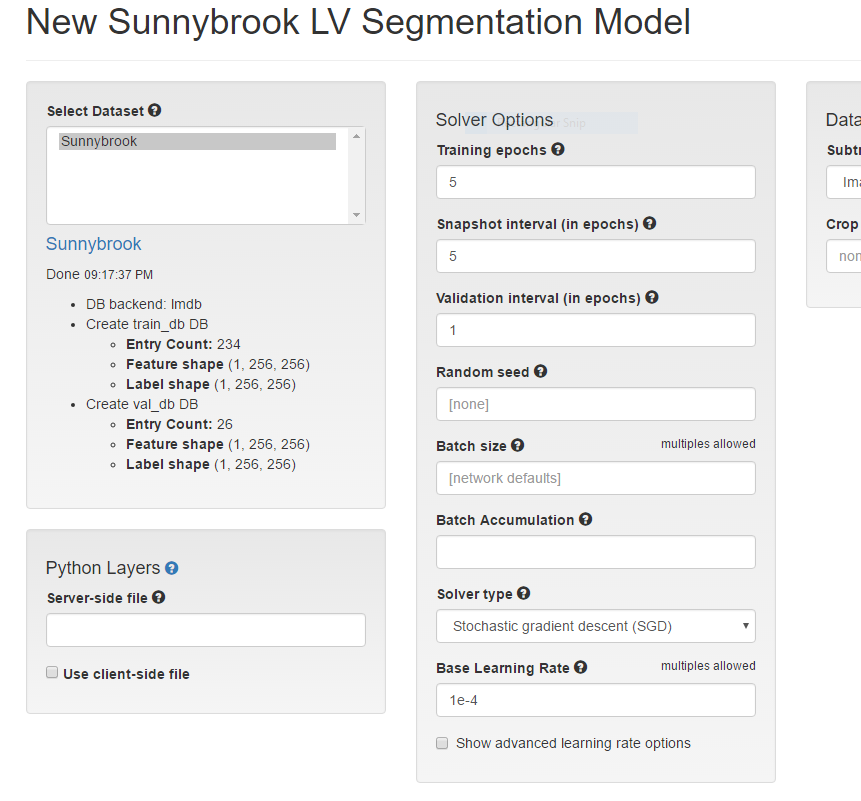 New Sunnybrook LV Segmentation Model
Select Dataset
Sunnybrook
Sunnybrook
Done 09:17:37 PM
DB backend: lmdb
Create train_db DB
Entry Count: 234
Feature shape (1, 256, 256)
Label shape (1, 256, 256)
Create val_db DB
Entry Count: 26
Feature shape (1, 256, 256)
Label shape (1, 256, 256)
Python Layers
Server-side file
Use client-side file
Solver Options
Training epochs
5
Snapshot interval (in epochs)
5
Validation interval (in epochs)
1
Random seed
[none]
Batch size multiples allowed
[network defaults]
Batch Accumulation
Solver type
Stochastic gradient descent (SGD)
Base Learning Rate multiples allowed
1e-4
Show advanced learning rate options
Data
Subtr
Ima
Crop
non